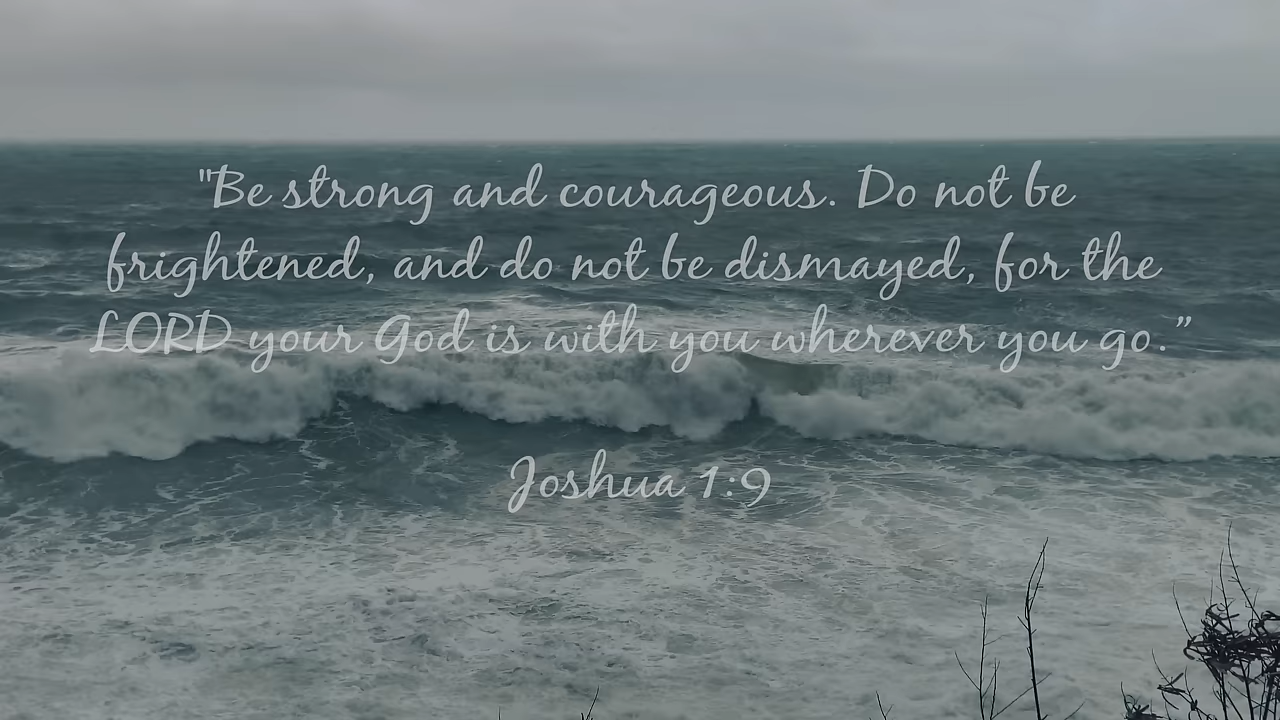 "Be strong and courageous. Do not be
frightened, and do not be dismayed, for the
LORD your God is with you wherever you go.”
Joshua 1:9